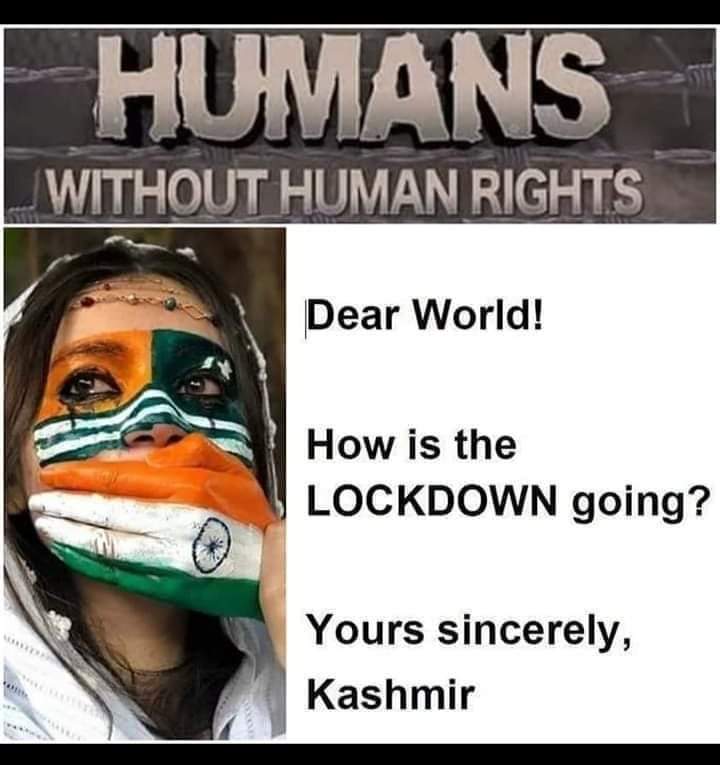 HUMANS
WITHOUT HUMAN RIGHTS
Dear World!
How is the
LOCKDOWN going?
Yours sincerely,
Kashmir